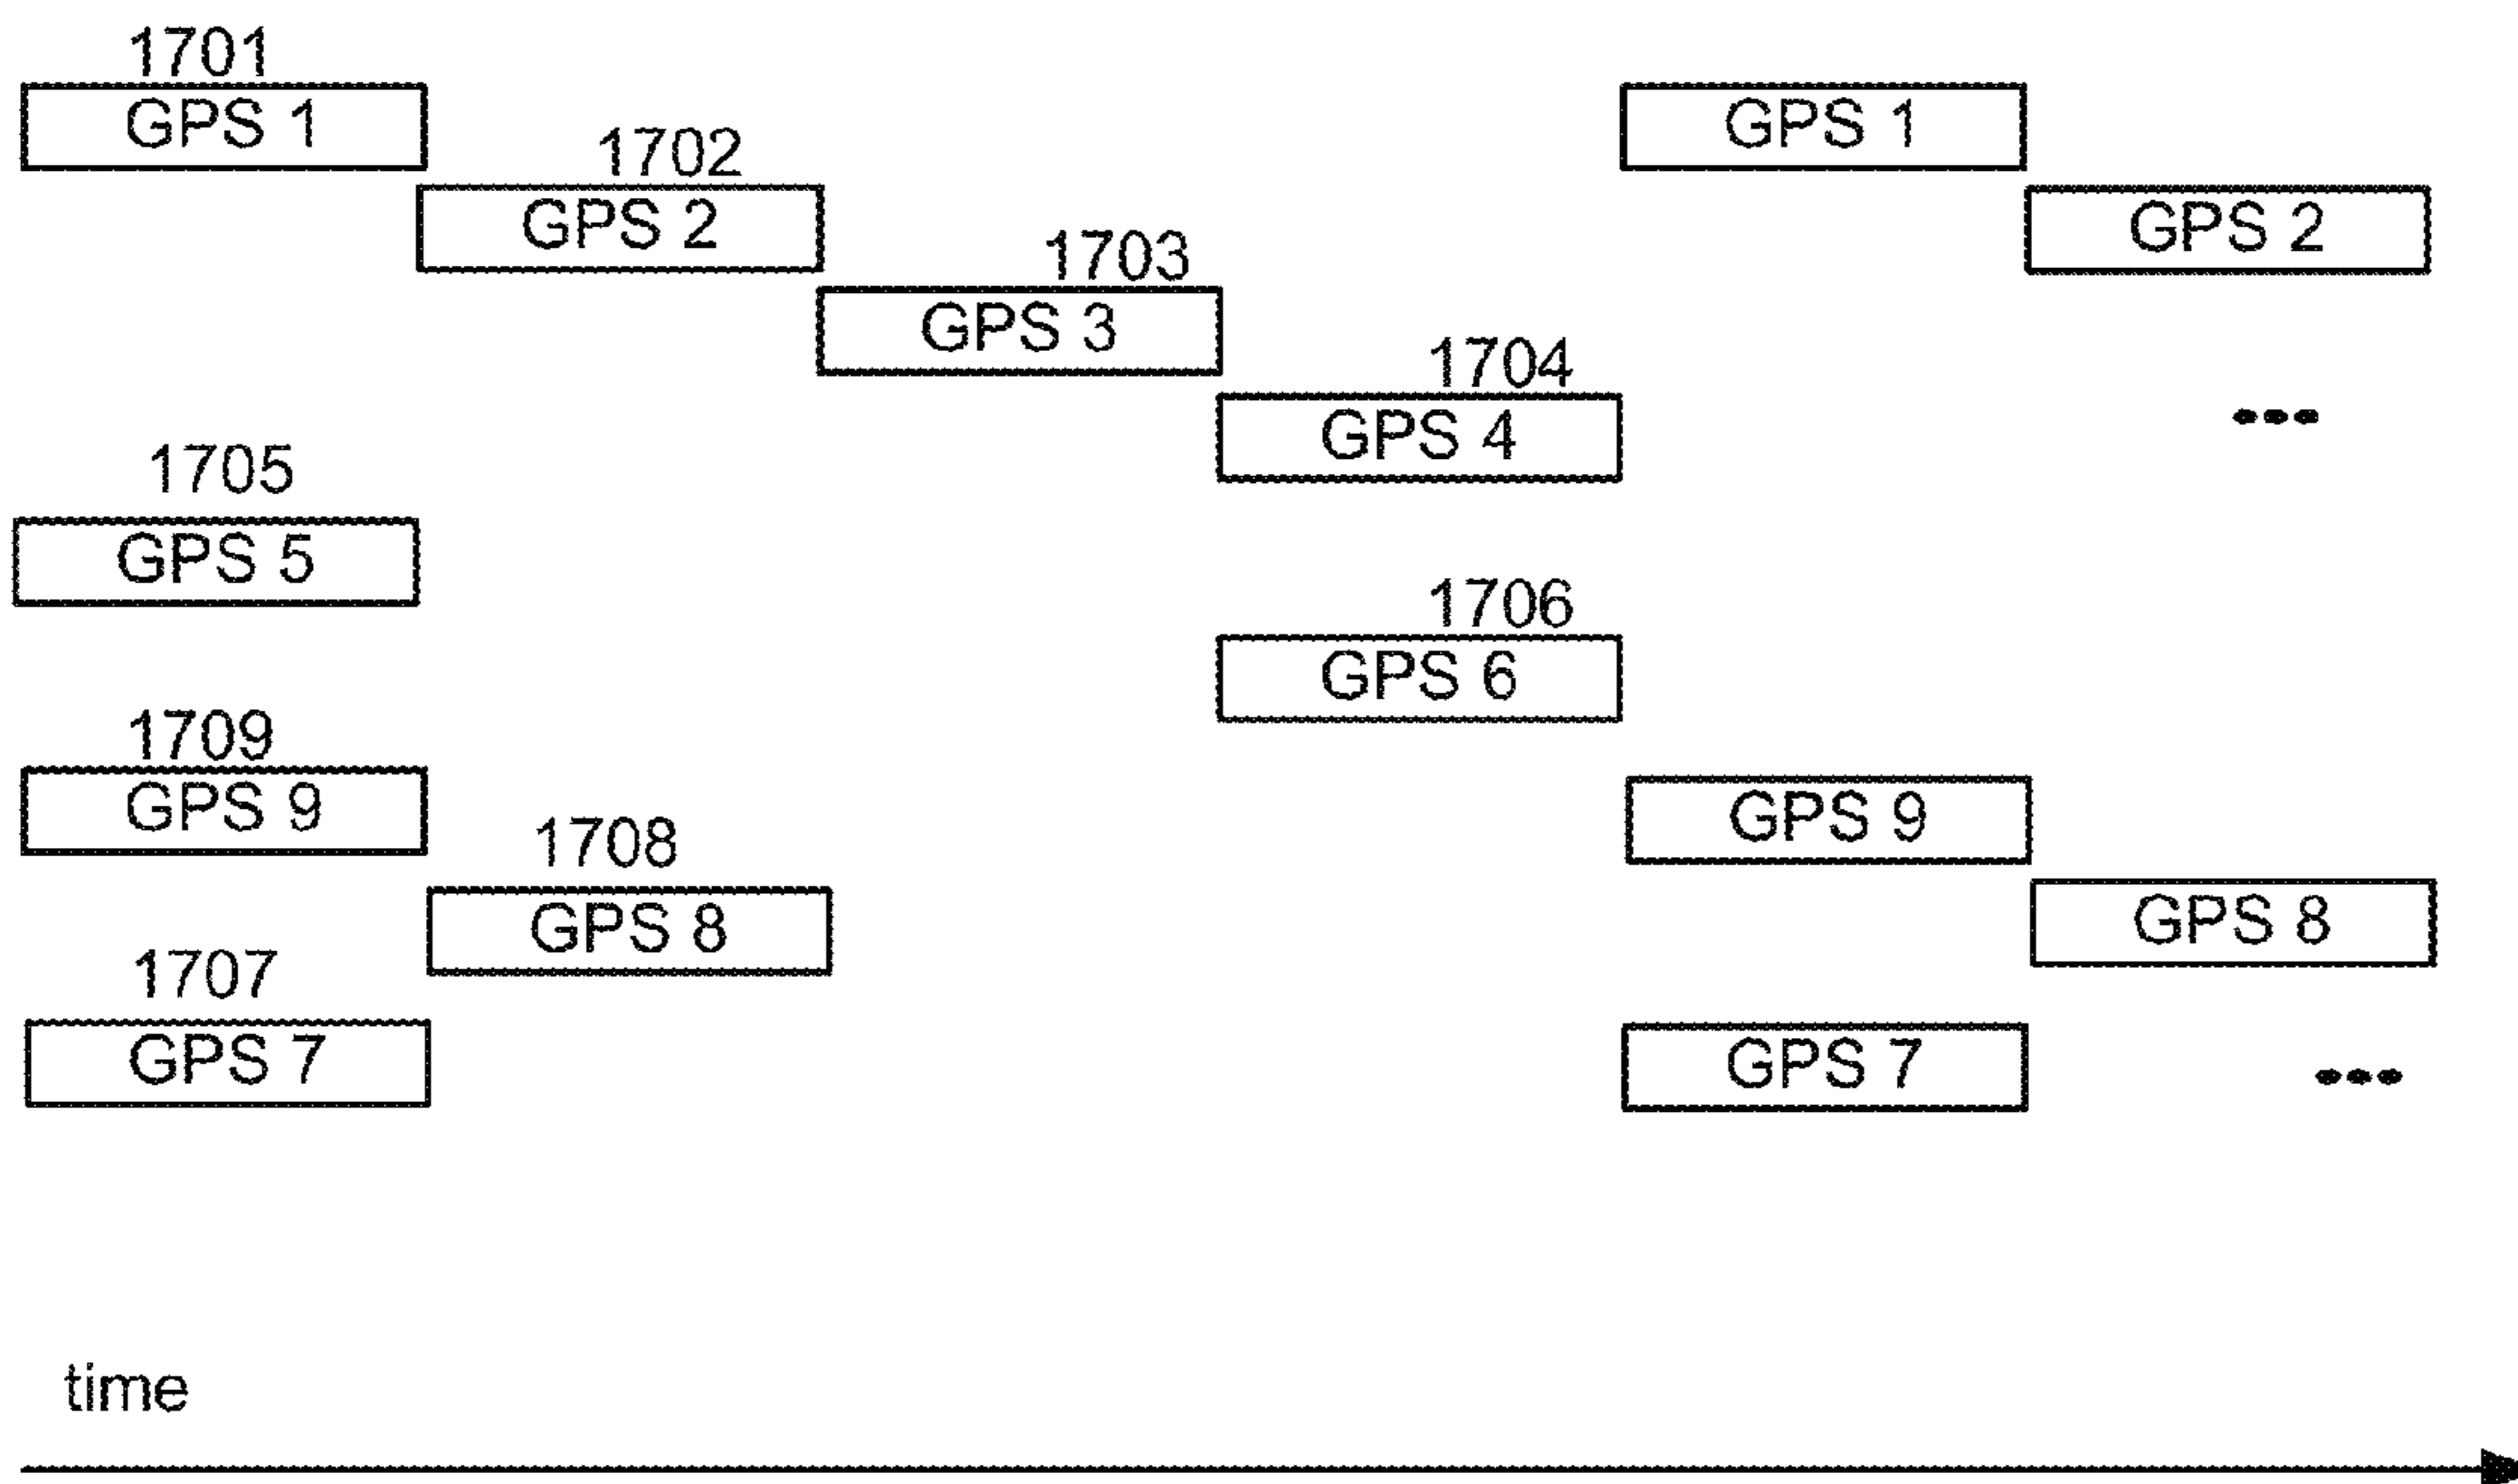 1701
GPS 1
GPS 1
1702
GPS 2
GPS 2
1703
GPS 3
1704
GPS 4
...
1705
GPS 5
1706
GPS 6
1709
GPS 9
GPS 9
1708
GPS 8
GPS 8
1707
GPS 7
GPS 7
...
time